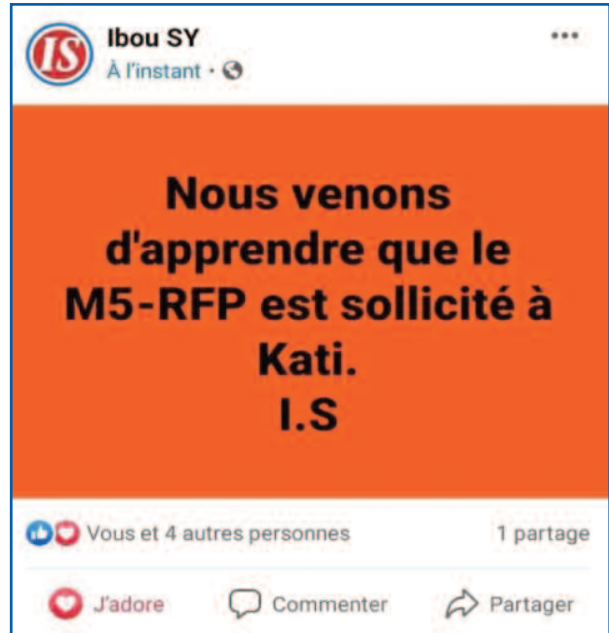 IS
Ibou SY
À l'instant
Nous venons
d'apprendre que le
M5-RFP est sollicité à
Kati.
I.S
Vous et 4 autres personnes
1 partage
J'adore
Commenter
Partager